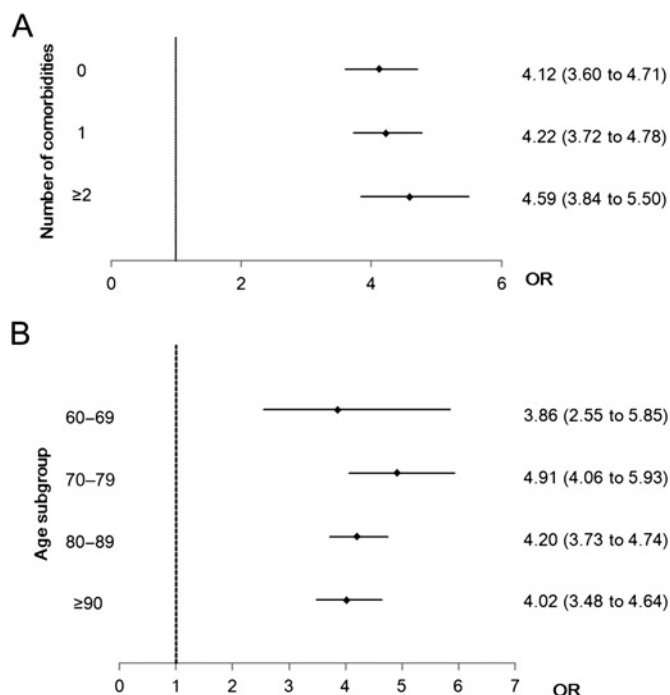 A
Number of comorbidities
0
4.12 (3.60 to 4.71)
1
4.22 (3.72 to 4.78)
≥2
4.59 (3.84 to 5.50)
0 2 4 6
OR
B
Age subgroup
60–69
3.86 (2.55 to 5.85)
70–79
4.91 (4.06 to 5.93)
80–89
4.20 (3.73 to 4.74)
≥90
4.02 (3.48 to 4.64)
0 1 2 3 4 5 6 7
OR